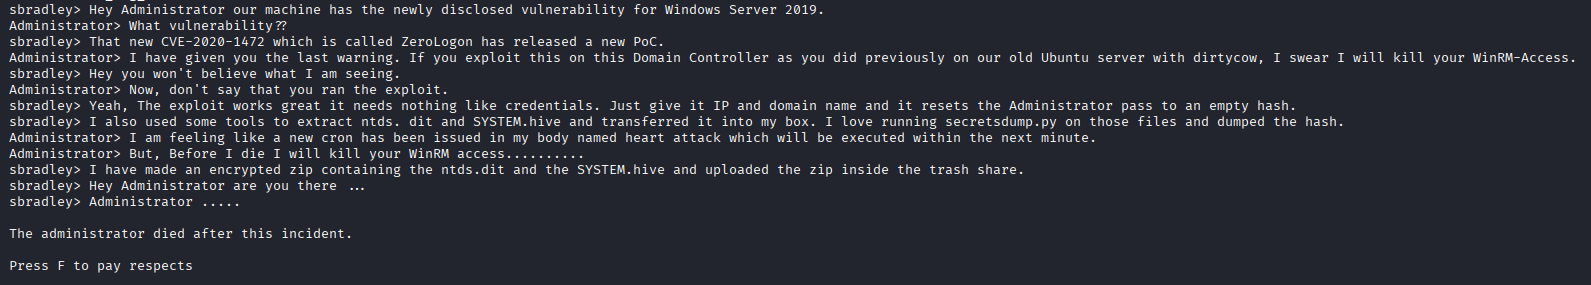 sbradley> Hey Administrator our machine has the newly disclosed vulnerability for Windows Server 2019.
Administrator> What vulnerability??
sbradley> That new CVE-2020-1472 which is called ZeroLogon has released a new PoC.
Administrator> I have given you the last warning. If you exploit this on this Domain Controller as you did previously on our old Ubuntu server with dirtycow, I swear I will kill your WinRM-Access.
sbradley> Hey you won't believe what I am seeing.
Administrator> Now, don't say that you ran the exploit.
sbradley> Yeah, The exploit works great it needs nothing like credentials. Just give it IP and domain name and it resets the Administrator pass to an empty hash.
sbradley> I also used some tools to extract ntds. dit and SYSTEM.hive and transferred it into my box. I love running secretsdump.py on those files and dumped the hash.
Administrator> I am feeling like a new cron has been issued in my body named heart attack which will be executed within the next minute.
Administrator> But, Before I die I will kill your WinRM access..........
sbradley> I have made an encrypted zip containing the ntds.dit and the SYSTEM.hive and uploaded the zip inside the trash share.
sbradley> Hey Administrator are you there ...
sbradley> Administrator .....
The administrator died after this incident.
Press F to pay respects